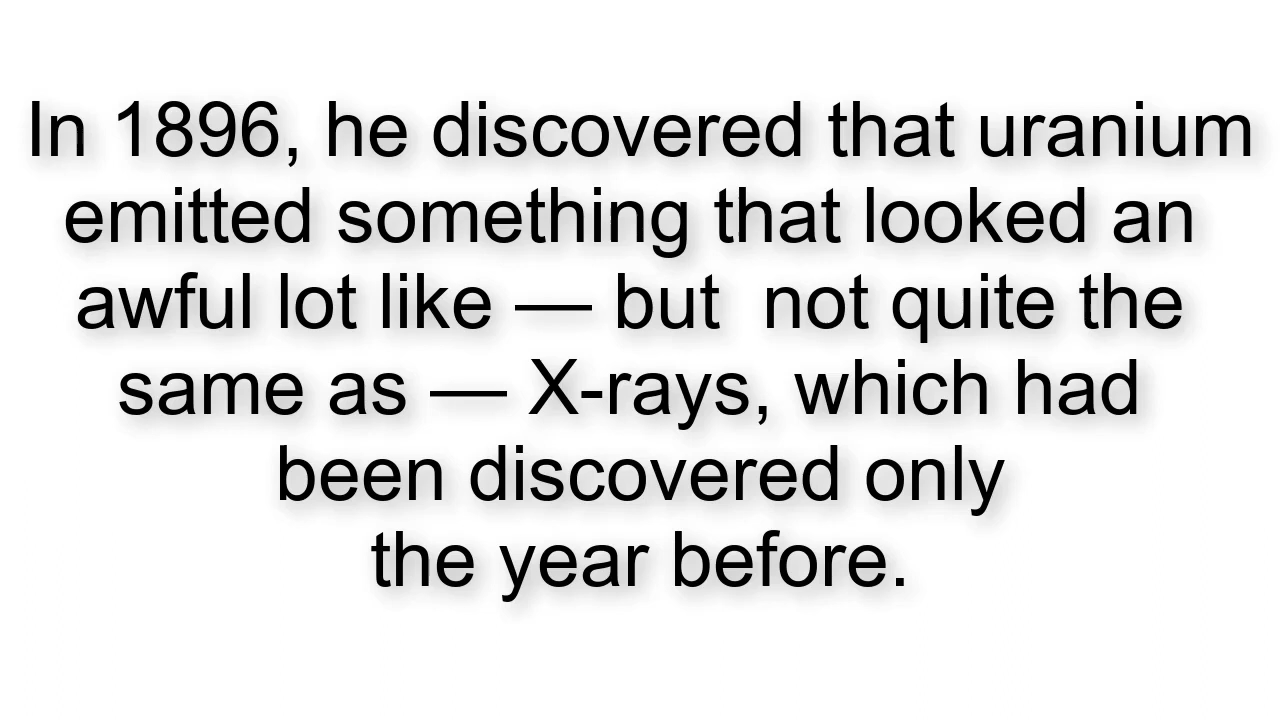 In 1896, he discovered that uranium
emitted something that looked an
awful lot like — but  not quite the
same as — X-rays, which had
been discovered only
the year before.